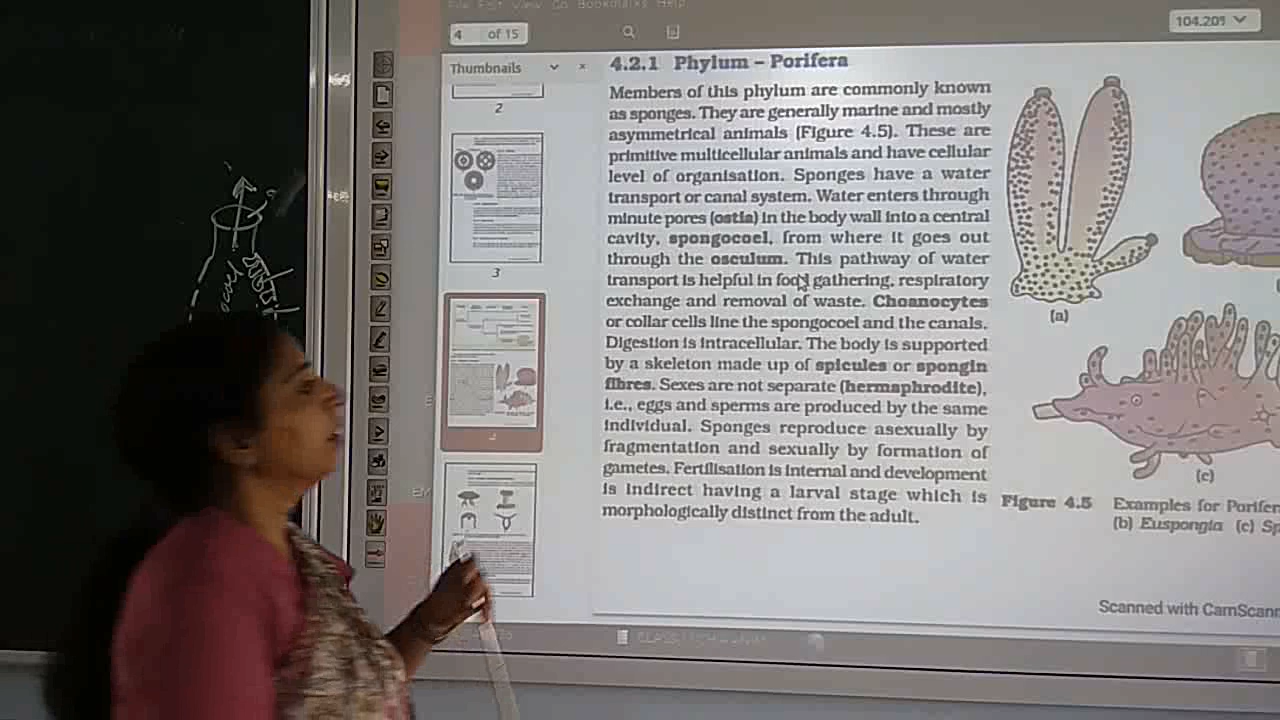 File Edit View Go Bookmarks Help
4 of 15
104.209
Thumbnails
2
3
4.2.1 Phylum – Porifera
Members of this phylum are commonly known
as sponges. They are generally marine and mostly
asymmetrical animals (Figure 4.5). These are
primitive multicellular animals and have cellular
level of organisation. Sponges have a water
transport or canal system. Water enters through
minute pores (ostia) in the body wall into a central
cavity, spongocoel, from where it goes out
through the osculum. This pathway of water
transport is helpful in food gathering, respiratory
exchange and removal of waste. Choanocytes
or collar cells line the spongocoel and the canals.
Digestion is intracellular. The body is supported
by a skeleton made up of spicules or spongin
fibres. Sexes are not separate (hermaphrodite),
i.e., eggs and sperms are produced by the same
individual. Sponges reproduce asexually by
fragmentation and sexually by formation of
gametes. Fertilisation is internal and development
is indirect having a larval stage which is
morphologically distinct from the adult.
(a)
(c)
Figure 4.5 Examples for Porifer
(b) Euspongia (c) Sp
Scanned with CamScann